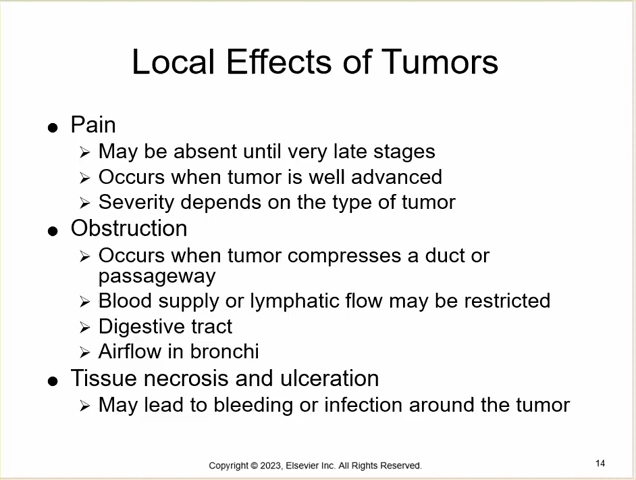 Local Effects of Tumors
● Pain
➢ May be absent until very late stages
➢ Occurs when tumor is well advanced
➢ Severity depends on the type of tumor
● Obstruction
➢ Occurs when tumor compresses a duct or
passageway
➢ Blood supply or lymphatic flow may be restricted
➢ Digestive tract
➢ Airflow in bronchi
● Tissue necrosis and ulceration
➢ May lead to bleeding or infection around the tumor
Copyright © 2023, Elsevier Inc. All Rights Reserved.
14